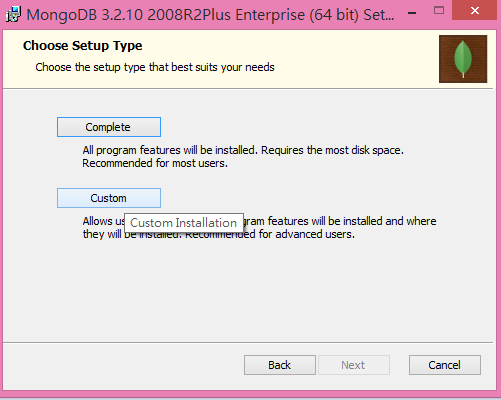 MongoDB 3.2.10 2008R2Plus Enterprise (64 bit) Set...
Choose Setup Type
Choose the setup type that best suits your needs
Complete
All program features will be installed. Requires the most disk space.
Recommended for most users.
Custom
Allows us gram features will be installed and where
Custom Installation
they will be installed. Recommended for advanced users.
Back Next Cancel